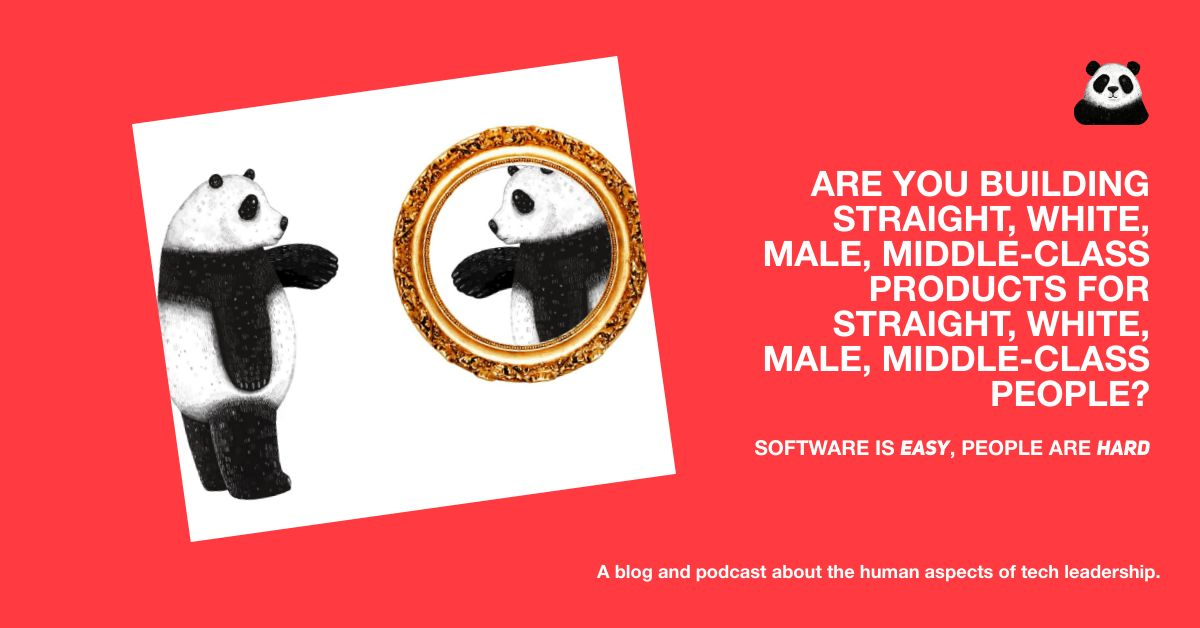 ARE YOU BUILDING
STRAIGHT, WHITE,
MALE, MIDDLE-CLASS
PRODUCTS FOR
STRAIGHT, WHITE,
MALE, MIDDLE-CLASS
PEOPLE?
SOFTWARE IS EASY, PEOPLE ARE HARD
A blog and podcast about the human aspects of tech leadership.